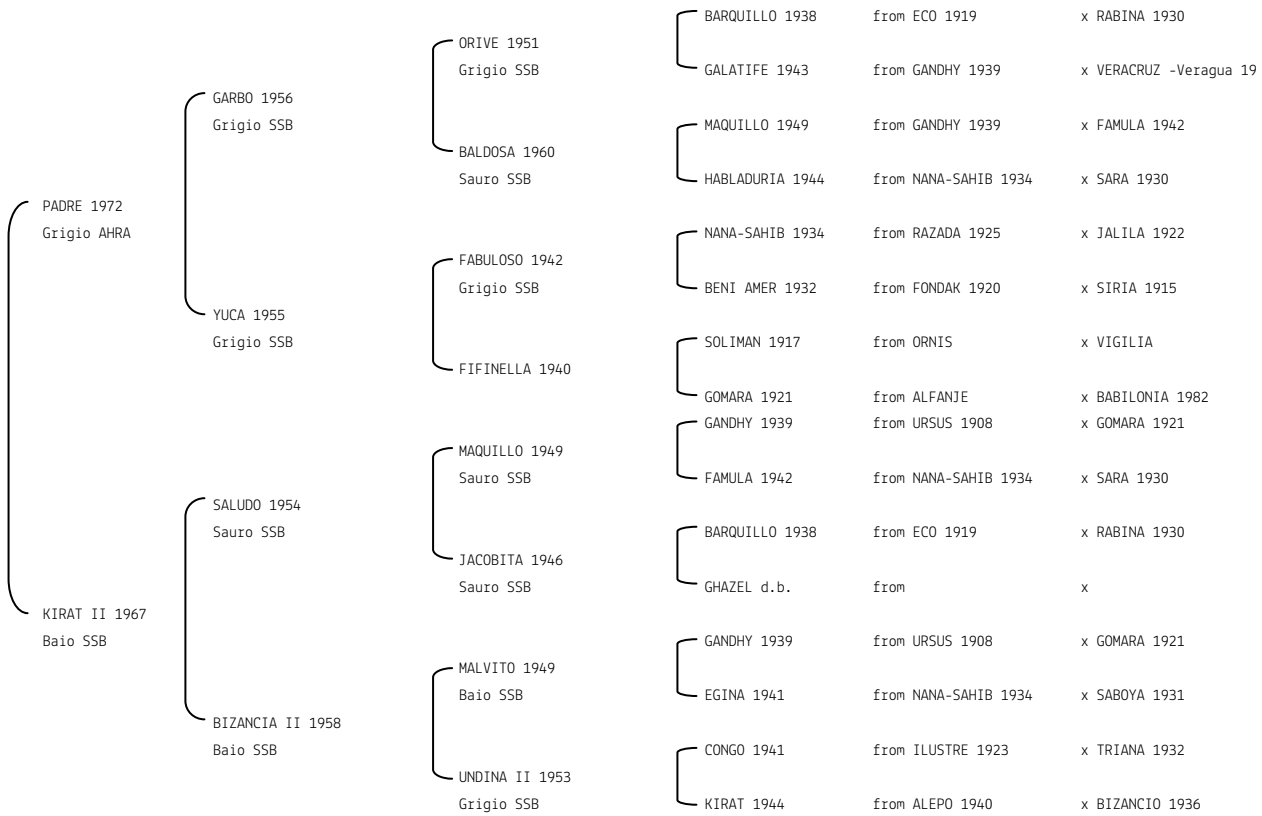 BARQUILLO 1938 from ECO 1919 x RABINA 1930
ORIVE 1951
Grigio SSB
GALATIFE 1943 from GANDHY 1939 x VERACRUZ -Veragua 19
GARBO 1956
Grigio SSB
MAQUILLO 1949 from GANDHY 1939 x FAMULA 1942
BALDOSA 1960
Sauro SSB
HABLADURIA 1944 from NANA-SAHIB 1934 x SARA 1930
PADRE 1972
Grigio AHRA
NANA-SAHIB 1934 from RAZADA 1925 x JALILA 1922
FABULOSO 1942
Grigio SSB
BENI AMER 1932 from FONDAK 1920 x SIRIA 1915
YUCA 1955
Grigio SSB
SOLIMAN 1917 from ORNIS x VIGILIA
FIFINELLA 1940
GOMARA 1921 from ALFANJE x BABILONIA 1982
GANDHY 1939 from URSUS 1908 x GOMARA 1921
MAQUILLO 1949
Sauro SSB
FAMULA 1942 from NANA-SAHIB 1934 x SARA 1930
SALUDO 1954
Sauro SSB
BARQUILLO 1938 from ECO 1919 x RABINA 1930
JACOBITA 1946
Sauro SSB
GHAZEL d.b. from x
KIRAT II 1967
Baio SSB
GANDHY 1939 from URSUS 1908 x GOMARA 1921
MALVITO 1949
Baio SSB
EGINA 1941 from NANA-SAHIB 1934 x SABOYA 1931
BIZANCIA II 1958
Baio SSB
CONGO 1941 from ILUSTRE 1923 x TRIANA 1932
UNDINA II 1953
Grigio SSB
KIRAT 1944 from ALEPO 1940 x BIZANCIO 1936